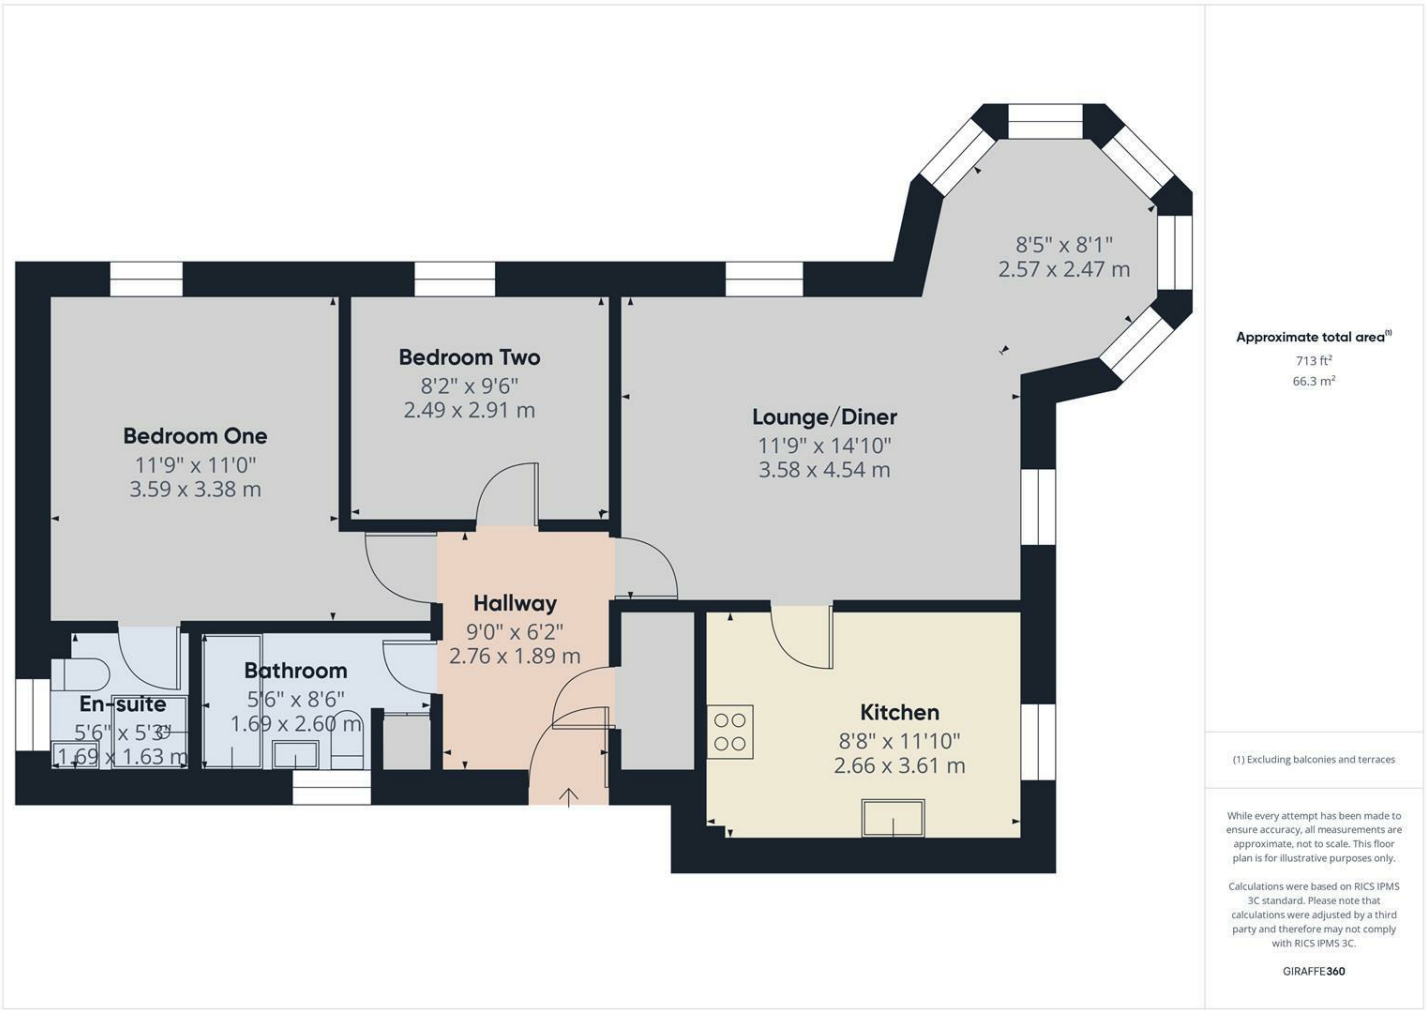 8'5" x 8'1"
2.57 x 2.47 m
Bedroom Two
8'2" x 9'6"
2.49 x 2.91 m
Bedroom One
11'9" x 11'0"
3.59 x 3.38 m
Lounge/Diner
11'9" x 14'10"
3.58 x 4.54 m
Hallway
9'0" x 6'2"
2.76 x 1.89 m
Bathroom
5'6" x 8'6"
1.69 x 2.60 m
En-suite
5'6" x 5'3"
1.69 x 1.63 m
Kitchen
8'8" x 11'10"
2.66 x 3.61 m
Approximate total area(1)
713 ft²
66.3 m²
(1) Excluding balconies and terraces
While every attempt has been made to
ensure accuracy, all measurements are
approximate, not to scale. This floor
plan is for illustrative purposes only.
Calculations were based on RICS IPMS
3C standard. Please note that
calculations were adjusted by a third
party and therefore may not comply
with RICS IPMS 3C.
GIRAFFE360